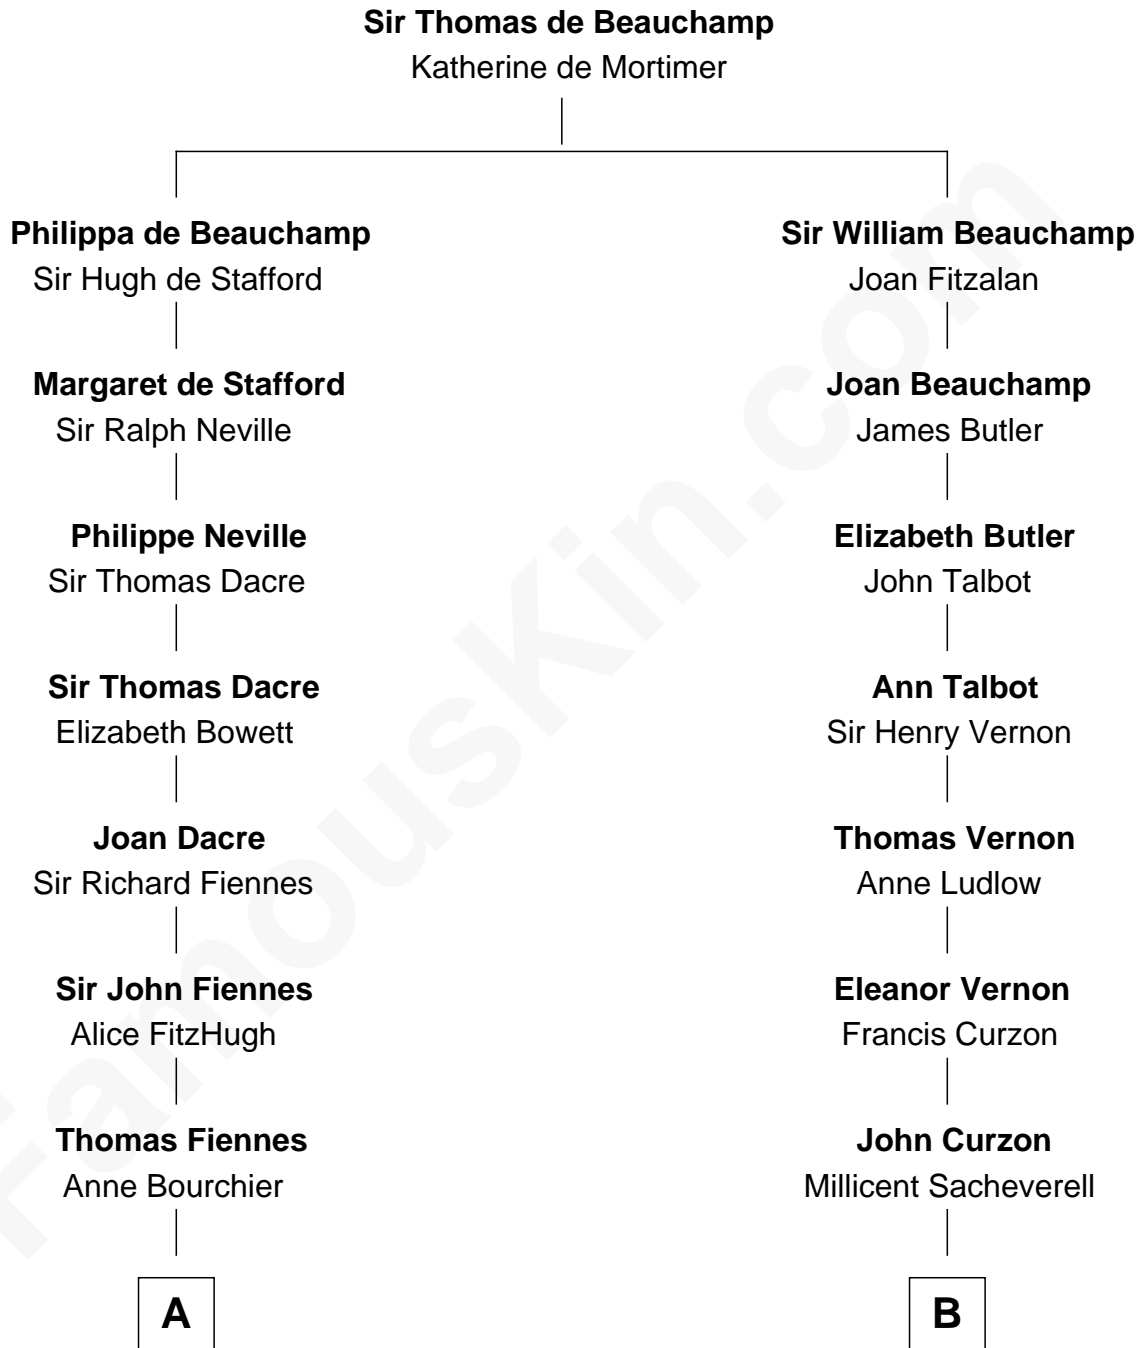 Sir Thomas de Beauchamp
Katherine de Mortimer
Philippa de Beauchamp
Sir Hugh de Stafford
Margaret de Stafford
Sir Ralph Neville
Philippe Neville
Sir Thomas Dacre
Sir Thomas Dacre
Elizabeth Bowett
Joan Dacre
Sir Richard Fiennes
Sir John Fiennes
Alice FitzHugh
Thomas Fiennes
Anne Bourchier
A
Sir William Beauchamp
Joan Fitzalan
Joan Beauchamp
James Butler
Elizabeth Butler
John Talbot
Ann Talbot
Sir Henry Vernon
Thomas Vernon
Anne Ludlow
Eleanor Vernon
Francis Curzon
John Curzon
Millicent Sacheverell
B
FamousKin.com